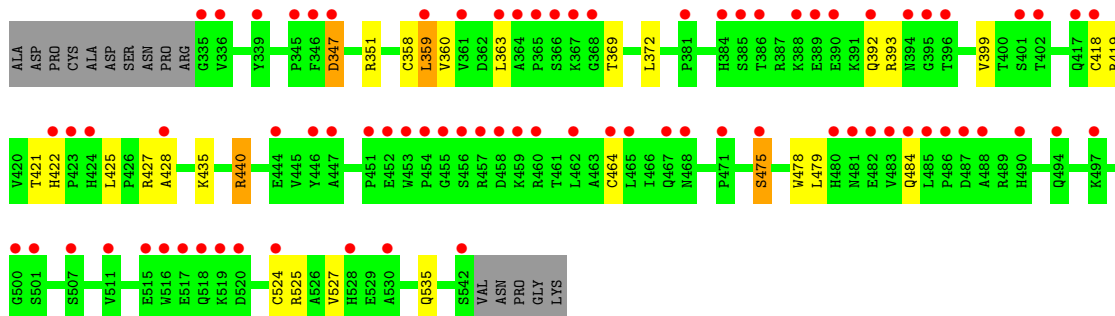 ALA ASP PRO CYS ALA ASP SER ASN PRO ARG G335 V336 Y339 P345 F346 D347 R351 C358 L359 V360 V361 D362 L363 A364 P365 S366 K367 G368 T369 L372 P381 H384 S385 T386 R387 K388 E389 E390 K391 Q392 R393 N394 G395 T396 V399 T400 S401 T402 Q417 C418 R419
V420 T421 H422 P423 H424 L425 P426 R427 A428 K435 R440 E444 V445 Y446 A447 P451 E452 W453 P454 G455 S456 R457 D458 K459 R460 T461 L462 A463 C464 L465 I466 Q467 N468 P471 S475 W478 L479 H480 N481 E482 V483 Q484 L485 P486 D487 A488 R489 H490 Q494 K497
G500 S501 S507 V511 E515 W516 E517 Q518 K519 D520 C524 R525 A526 V527 H528 E529 A530 Q535 S542 VAL ASN PRO GLY LYS